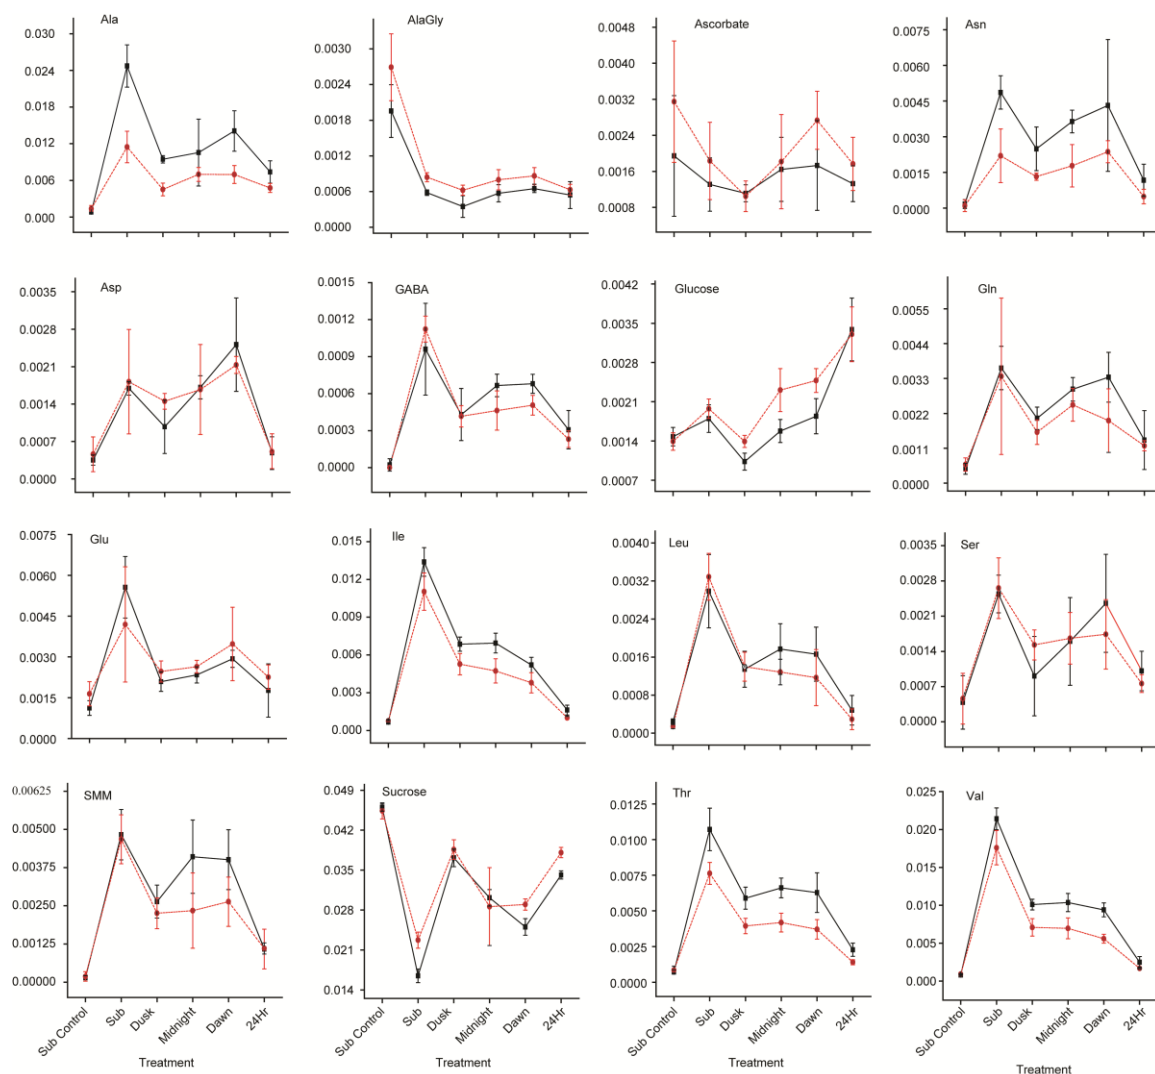 Ala
0.030
0.024
0.018
0.012
0.006
0.000
AlaGly
0.0030
0.0024
0.0018
0.0012
0.0006
0.0000
Ascorbate
0.0048
0.0040
0.0032
0.0024
0.0016
0.0008
Asn
0.0075
0.0060
0.0045
0.0030
0.0015
0.0000
Asp
0.0035
0.0028
0.0021
0.0014
0.0007
0.0000
GABA
0.0015
0.0012
0.0009
0.0006
0.0003
0.0000
Glucose
0.0042
0.0035
0.0028
0.0021
0.0014
0.0007
Gln
0.0055
0.0044
0.0033
0.0022
0.0011
0.0000
Glu
0.0075
0.0060
0.0045
0.0030
0.0015
0.0000
Ile
0.015
0.012
0.009
0.006
0.003
0.000
Leu
0.0040
0.0032
0.0024
0.0016
0.0008
0.0000
Ser
0.0035
0.0028
0.0021
0.0014
0.0007
0.0000
SMM
0.00625
0.00500
0.00375
0.00250
0.00125
0.00000
Sub Control
Sub
Dusk
Midnight
Dawn
24Hr
Treatment
Sucrose
0.049
0.042
0.035
0.028
0.021
0.014
Sub Control
Sub
Dusk
Midnight
Dawn
24Hr
Treatment
Thr
0.0125
0.0100
0.0075
0.0050
0.0025
0.0000
Sub Control
Sub
Dusk
Midnight
Dawn
24Hr
Treatment
Val
0.025
0.020
0.015
0.010
0.005
0.000
Sub Control
Sub
Dusk
Midnight
Dawn
24Hr
Treatment